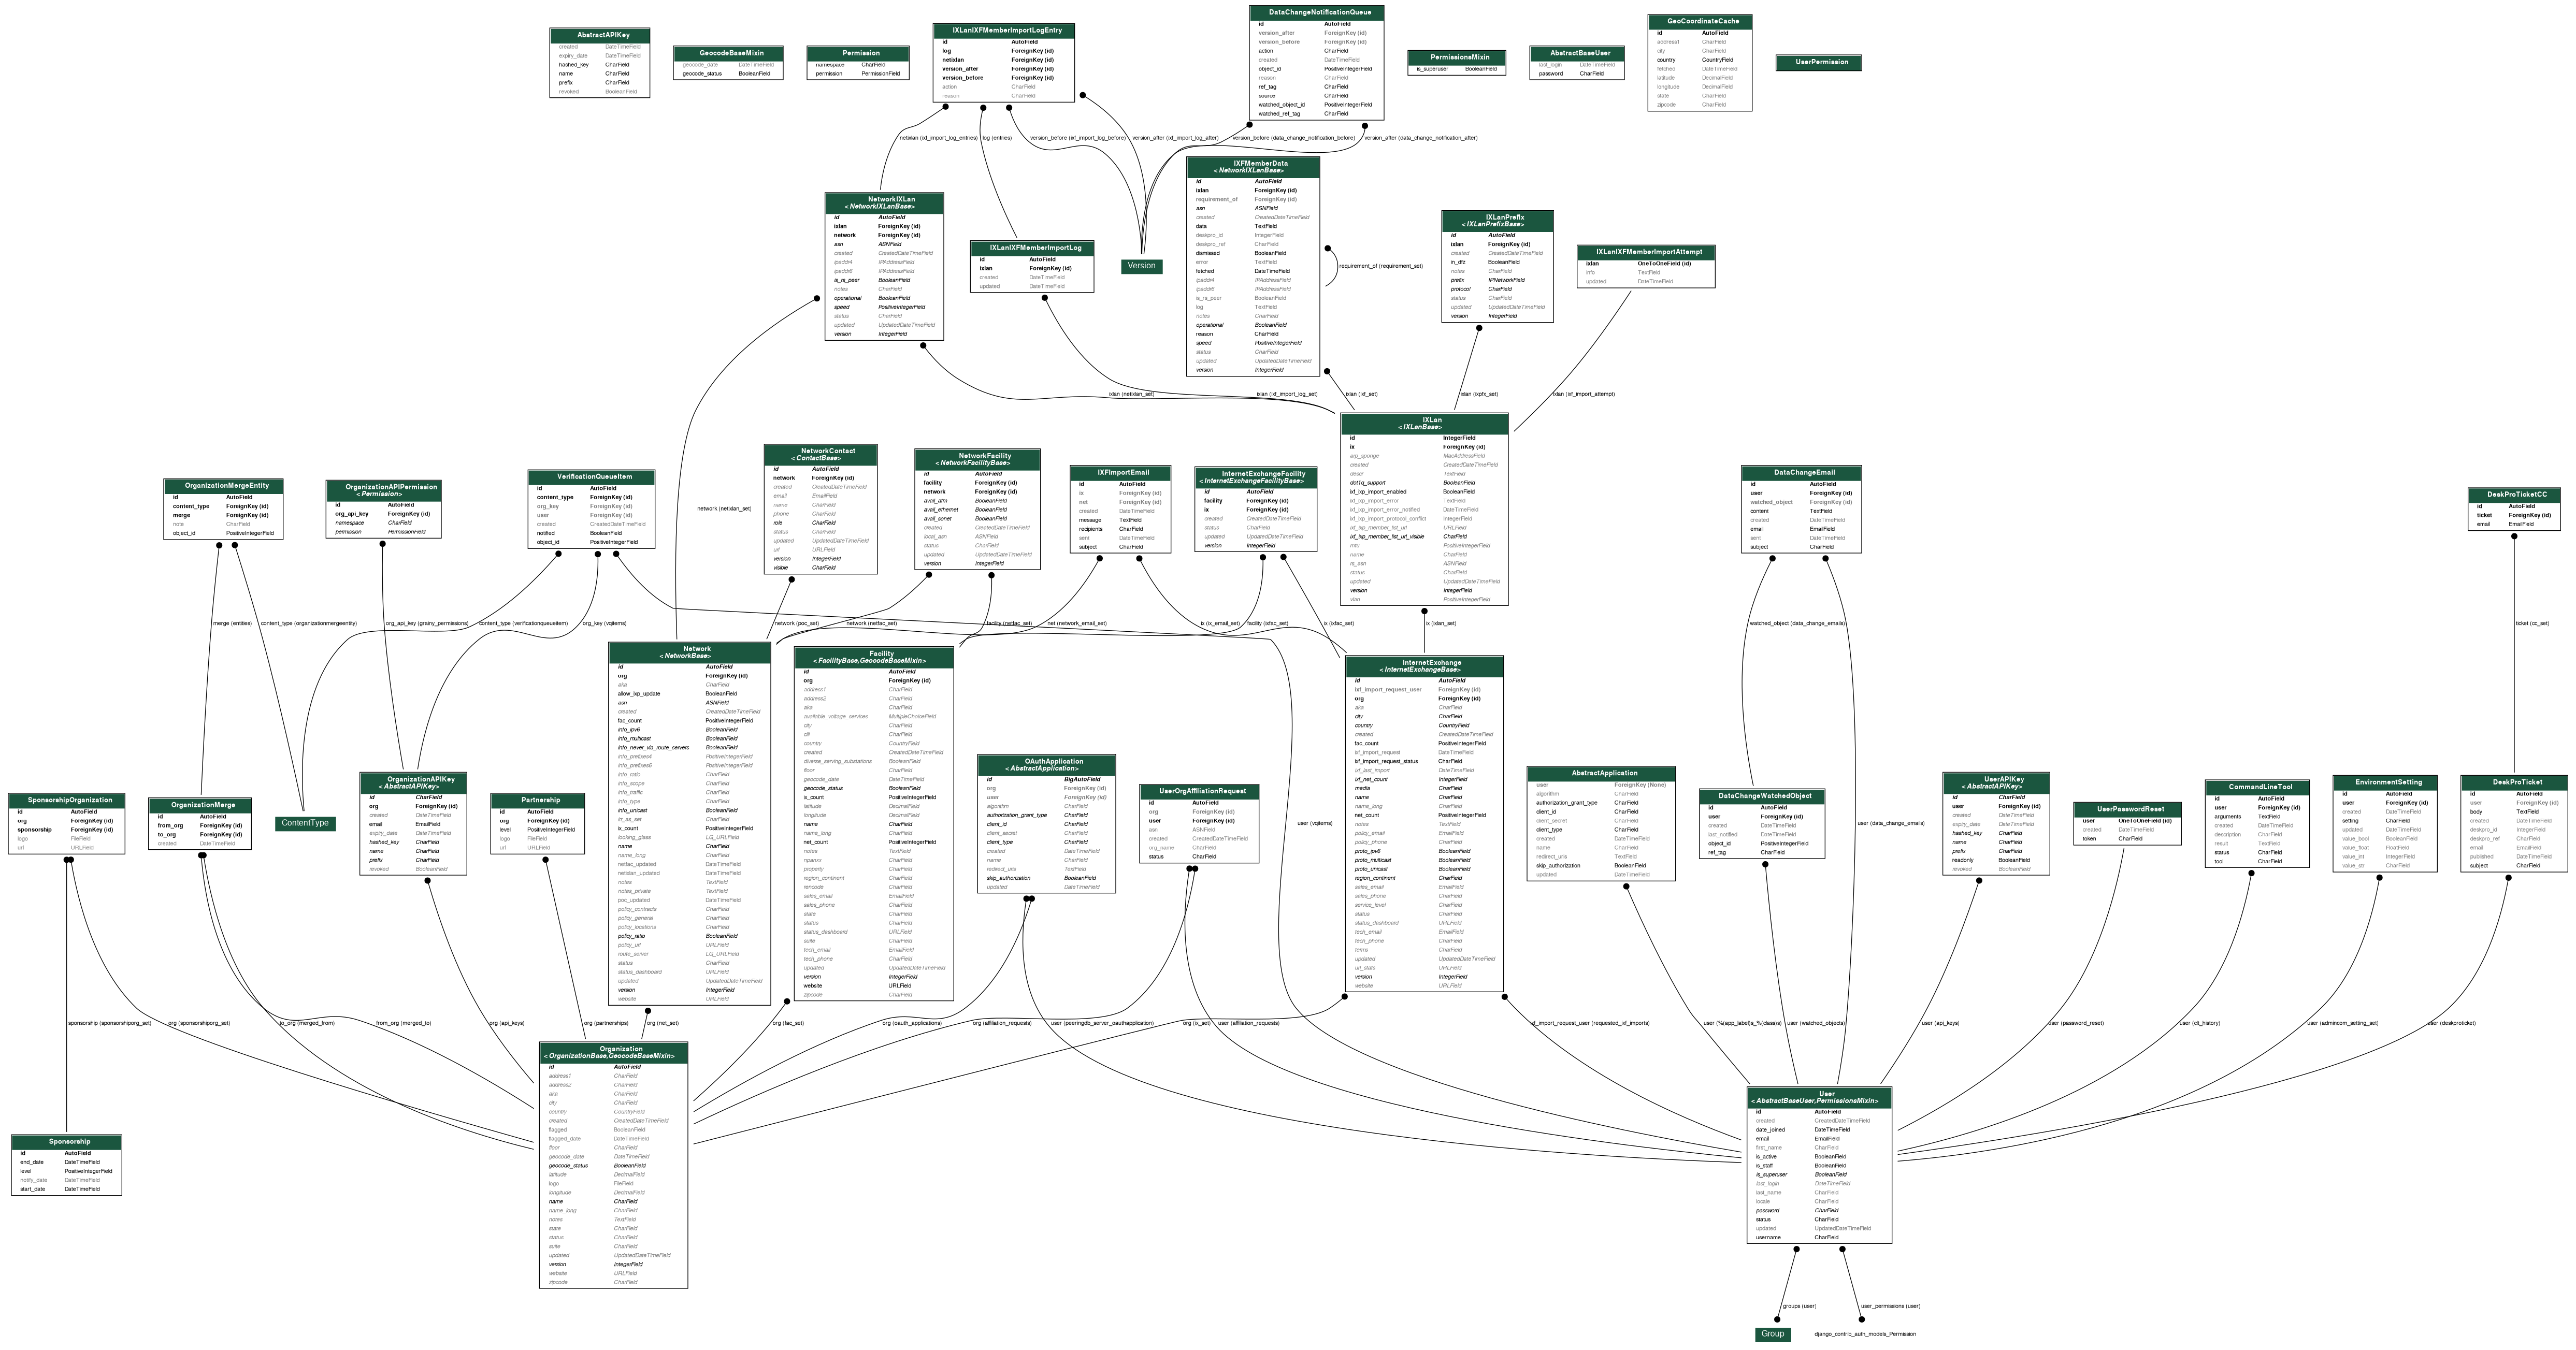 AbstractAPIKey
created DateTimeField
expiry_date DateTimeField
hashed_key CharField
name CharField
prefix CharField
revoked BooleanField
GeocodeBaseMixin
geocode_date DateTimeField
geocode_status BooleanField
Permission
namespace CharField
permission PermissionField
IXLanIXFMemberImportLogEntry
id AutoField
log ForeignKey (id)
netixlan ForeignKey (id)
version_after ForeignKey (id)
version_before ForeignKey (id)
action CharField
reason CharField
DataChangeNotificationQueue
id AutoField
version_after ForeignKey (id)
version_before ForeignKey (id)
action CharField
created DateTimeField
object_id PositiveIntegerField
reason CharField
ref_tag CharField
source CharField
watched_object_id PositiveIntegerField
watched_ref_tag CharField
PermissionsMixin
is_superuser BooleanField
AbstractBaseUser
last_login DateTimeField
password CharField
GeoCoordinateCache
id AutoField
address1 CharField
city CharField
country CountryField
fetched DateTimeField
latitude DecimalField
longitude DecimalField
state CharField
zipcode CharField
UserPermission
netixlan (ixf_import_log_entries)
log (entries)
version_before (ixf_import_log_before)
version_after (ixf_import_log_after)
version_before (data_change_notification_before)
version_after (data_change_notification_after)
NetworkIXLan
<NetworkIXLanBase>
id AutoField
ixlan ForeignKey (id)
network ForeignKey (id)
asn ASNField
created CreatedDateTimeField
ipaddr4 IPAddressField
ipaddr6 IPAddressField
is_rs_peer BooleanField
notes CharField
operational BooleanField
speed PositiveIntegerField
status CharField
updated UpdatedDateTimeField
version IntegerField
IXLanIXFMemberImportLog
id AutoField
ixlan ForeignKey (id)
created DateTimeField
updated DateTimeField
Version
IXFMemberData
<NetworkIXLanBase>
id AutoField
ixlan ForeignKey (id)
requirement_of ForeignKey (id)
asn ASNField
created CreatedDateTimeField
data TextField
deskpro_id IntegerField
deskpro_ref CharField
dismissed BooleanField
error TextField
fetched DateTimeField
ipaddr4 IPAddressField
ipaddr6 IPAddressField
is_rs_peer BooleanField
log TextField
notes CharField
operational BooleanField
reason CharField
speed PositiveIntegerField
status CharField
updated UpdatedDateTimeField
version IntegerField
requirement_of (requirement_set)
IXLanPrefix
<IXLanPrefixBase>
id AutoField
ixlan ForeignKey (id)
created CreatedDateTimeField
in_dfz BooleanField
notes CharField
prefix IPNetworkField
protocol CharField
status CharField
updated UpdatedDateTimeField
version IntegerField
IXLanIXFMemberImportAttempt
ixlan OneToOneField (id)
info TextField
updated DateTimeField
ixlan (netixlan_set)
ixlan (ixf_import_log_set)
ixlan (ixf_set)
ixlan (ixpfx_set)
ixlan (ixf_import_attempt)
IXLan
<IXLanBase>
id IntegerField
ix ForeignKey (id)
arp_sponge MacAddressField
created CreatedDateTimeField
descr TextField
dot1q_support BooleanField
ixf_ixp_import_enabled BooleanField
ixf_ixp_import_error TextField
ixf_ixp_import_error_notified DateTimeField
ixf_ixp_import_protocol_conflict IntegerField
ixf_ixp_member_list_url URLField
ixf_ixp_member_list_url_visible CharField
mtu PositiveIntegerField
name CharField
rs_asn ASNField
status CharField
updated UpdatedDateTimeField
version IntegerField
vlan PositiveIntegerField
OrganizationMergeEntity
id AutoField
content_type ForeignKey (id)
merge ForeignKey (id)
note CharField
object_id PositiveIntegerField
OrganizationAPIPermission
<Permission>
id AutoField
org_api_key ForeignKey (id)
namespace CharField
permission PermissionField
VerificationQueueItem
id AutoField
content_type ForeignKey (id)
org_key ForeignKey (id)
user ForeignKey (id)
created CreatedDateTimeField
notified BooleanField
object_id PositiveIntegerField
network (netixlan_set)
NetworkContact
<ContactBase>
id AutoField
network ForeignKey (id)
created CreatedDateTimeField
email EmailField
name CharField
phone CharField
role CharField
status CharField
updated UpdatedDateTimeField
url URLField
version IntegerField
visible CharField
NetworkFacility
<NetworkFacilityBase>
id AutoField
facility ForeignKey (id)
network ForeignKey (id)
avail_atm BooleanField
avail_ethernet BooleanField
avail_sonet BooleanField
created CreatedDateTimeField
local_asn ASNField
status CharField
updated UpdatedDateTimeField
version IntegerField
IXFImportEmail
id AutoField
ix ForeignKey (id)
net ForeignKey (id)
created DateTimeField
message TextField
recipients CharField
sent DateTimeField
subject CharField
InternetExchangeFacility
<InternetExchangeFacilityBase>
id AutoField
facility ForeignKey (id)
ix ForeignKey (id)
created CreatedDateTimeField
status CharField
updated UpdatedDateTimeField
version IntegerField
DataChangeEmail
id AutoField
user ForeignKey (id)
watched_object ForeignKey (id)
content TextField
created DateTimeField
email EmailField
sent DateTimeField
subject CharField
DeskProTicketCC
id AutoField
ticket ForeignKey (id)
email EmailField
merge (entities)
content_type (organizationmergeentity)
org_api_key (grainy_permissions)
content_type (verificationqueueitem)
org_key (vqitems)
network (poc_set)
network (netfac_set)
facility (netfac_set)
net (network_email_set)
ix (ix_email_set)
facility (ixfac_set)
ix (ixfac_set)
ix (ixlan_set)
watched_object (data_change_emails)
ticket (cc_set)
Network
<NetworkBase>
id AutoField
org ForeignKey (id)
aka CharField
allow_ixp_update BooleanField
asn ASNField
created CreatedDateTimeField
fac_count PositiveIntegerField
info_ipv6 BooleanField
info_multicast BooleanField
info_never_via_route_servers BooleanField
info_prefixes4 PositiveIntegerField
info_prefixes6 PositiveIntegerField
info_ratio CharField
info_scope CharField
info_traffic CharField
info_type CharField
info_unicast BooleanField
irr_as_set CharField
ix_count PositiveIntegerField
looking_glass LG_URLField
name CharField
name_long CharField
netfac_updated DateTimeField
netixlan_updated DateTimeField
notes TextField
notes_private TextField
poc_updated DateTimeField
policy_contracts CharField
policy_general CharField
policy_locations CharField
policy_ratio BooleanField
policy_url URLField
route_server LG_URLField
status CharField
status_dashboard URLField
updated UpdatedDateTimeField
version IntegerField
website URLField
Facility
<FacilityBase,GeocodeBaseMixin>
id AutoField
org ForeignKey (id)
address1 CharField
address2 CharField
aka CharField
available_voltage_services MultipleChoiceField
city CharField
clli CharField
country CountryField
created CreatedDateTimeField
diverse_serving_substations BooleanField
floor CharField
geocode_date DateTimeField
geocode_status BooleanField
ix_count PositiveIntegerField
latitude DecimalField
longitude DecimalField
name CharField
name_long CharField
net_count PositiveIntegerField
notes TextField
npanxx CharField
property CharField
region_continent CharField
rencode CharField
sales_email EmailField
sales_phone CharField
state CharField
status CharField
status_dashboard URLField
suite CharField
tech_email EmailField
tech_phone CharField
updated UpdatedDateTimeField
version IntegerField
website URLField
zipcode CharField
InternetExchange
<InternetExchangeBase>
id AutoField
ixf_import_request_user ForeignKey (id)
org ForeignKey (id)
aka CharField
city CharField
country CountryField
created CreatedDateTimeField
fac_count PositiveIntegerField
ixf_import_request DateTimeField
ixf_import_request_status CharField
ixf_last_import DateTimeField
ixf_net_count IntegerField
media CharField
name CharField
name_long CharField
net_count PositiveIntegerField
notes TextField
policy_email EmailField
policy_phone CharField
proto_ipv6 BooleanField
proto_multicast BooleanField
proto_unicast BooleanField
region_continent CharField
sales_email EmailField
sales_phone CharField
service_level CharField
status CharField
status_dashboard URLField
tech_email EmailField
tech_phone CharField
terms CharField
updated UpdatedDateTimeField
url_stats URLField
version IntegerField
website URLField
SponsorshipOrganization
id AutoField
org ForeignKey (id)
sponsorship ForeignKey (id)
logo FileField
url URLField
OrganizationMerge
id AutoField
from_org ForeignKey (id)
to_org ForeignKey (id)
created DateTimeField
ContentType
OrganizationAPIKey
<AbstractAPIKey>
id CharField
org ForeignKey (id)
created DateTimeField
email EmailField
expiry_date DateTimeField
hashed_key CharField
name CharField
prefix CharField
revoked BooleanField
Partnership
id AutoField
org ForeignKey (id)
level PositiveIntegerField
logo FileField
url URLField
OAuthApplication
<AbstractApplication>
id BigAutoField
org ForeignKey (id)
user ForeignKey (id)
algorithm CharField
authorization_grant_type CharField
client_id CharField
client_secret CharField
client_type CharField
created DateTimeField
name CharField
redirect_uris TextField
skip_authorization BooleanField
updated DateTimeField
UserOrgAffiliationRequest
id AutoField
org ForeignKey (id)
user ForeignKey (id)
asn ASNField
created CreatedDateTimeField
org_name CharField
status CharField
user (vqitems)
AbstractApplication
user ForeignKey (None)
algorithm CharField
authorization_grant_type CharField
client_id CharField
client_secret CharField
client_type CharField
created DateTimeField
name CharField
redirect_uris TextField
skip_authorization BooleanField
updated DateTimeField
DataChangeWatchedObject
id AutoField
user ForeignKey (id)
created DateTimeField
last_notified DateTimeField
object_id PositiveIntegerField
ref_tag CharField
user (data_change_emails)
UserAPIKey
<AbstractAPIKey>
id CharField
user ForeignKey (id)
created DateTimeField
expiry_date DateTimeField
hashed_key CharField
name CharField
prefix CharField
readonly BooleanField
revoked BooleanField
UserPasswordReset
user OneToOneField (id)
created DateTimeField
token CharField
CommandLineTool
id AutoField
user ForeignKey (id)
arguments TextField
created DateTimeField
description CharField
result TextField
status CharField
tool CharField
EnvironmentSetting
id AutoField
user ForeignKey (id)
created DateTimeField
setting CharField
updated DateTimeField
value_bool BooleanField
value_float FloatField
value_int IntegerField
value_str CharField
DeskProTicket
id AutoField
user ForeignKey (id)
body TextField
created DateTimeField
deskpro_id IntegerField
deskpro_ref CharField
email EmailField
published DateTimeField
subject CharField
sponsorship (sponsorshiporg_set)
org (sponsorshiporg_set)
to_org (merged_from)
from_org (merged_to)
org (api_keys)
org (partnerships)
org (net_set)
org (fac_set)
org (oauth_applications)
org (affiliation_requests)
user (peeringdb_server_oauthapplication)
org (ix_set)
user (affiliation_requests)
ixf_import_request_user (requested_ixf_imports)
user (%(app_label)s_%(class)s)
user (watched_objects)
user (api_keys)
user (password_reset)
user (clt_history)
user (admincom_setting_set)
user (deskproticket)
Sponsorship
id AutoField
end_date DateTimeField
level PositiveIntegerField
notify_date DateTimeField
start_date DateTimeField
Organization
<OrganizationBase,GeocodeBaseMixin>
id AutoField
address1 CharField
address2 CharField
aka CharField
city CharField
country CountryField
created CreatedDateTimeField
flagged BooleanField
flagged_date DateTimeField
floor CharField
geocode_date DateTimeField
geocode_status BooleanField
latitude DecimalField
logo FileField
longitude DecimalField
name CharField
name_long CharField
notes TextField
state CharField
status CharField
suite CharField
updated UpdatedDateTimeField
version IntegerField
website URLField
zipcode CharField
User
<AbstractBaseUser,PermissionsMixin>
id AutoField
created CreatedDateTimeField
date_joined DateTimeField
email EmailField
first_name CharField
is_active BooleanField
is_staff BooleanField
is_superuser BooleanField
last_login DateTimeField
last_name CharField
locale CharField
password CharField
status CharField
updated UpdatedDateTimeField
username CharField
groups (user)
user_permissions (user)
Group
django_contrib_auth_models_Permission